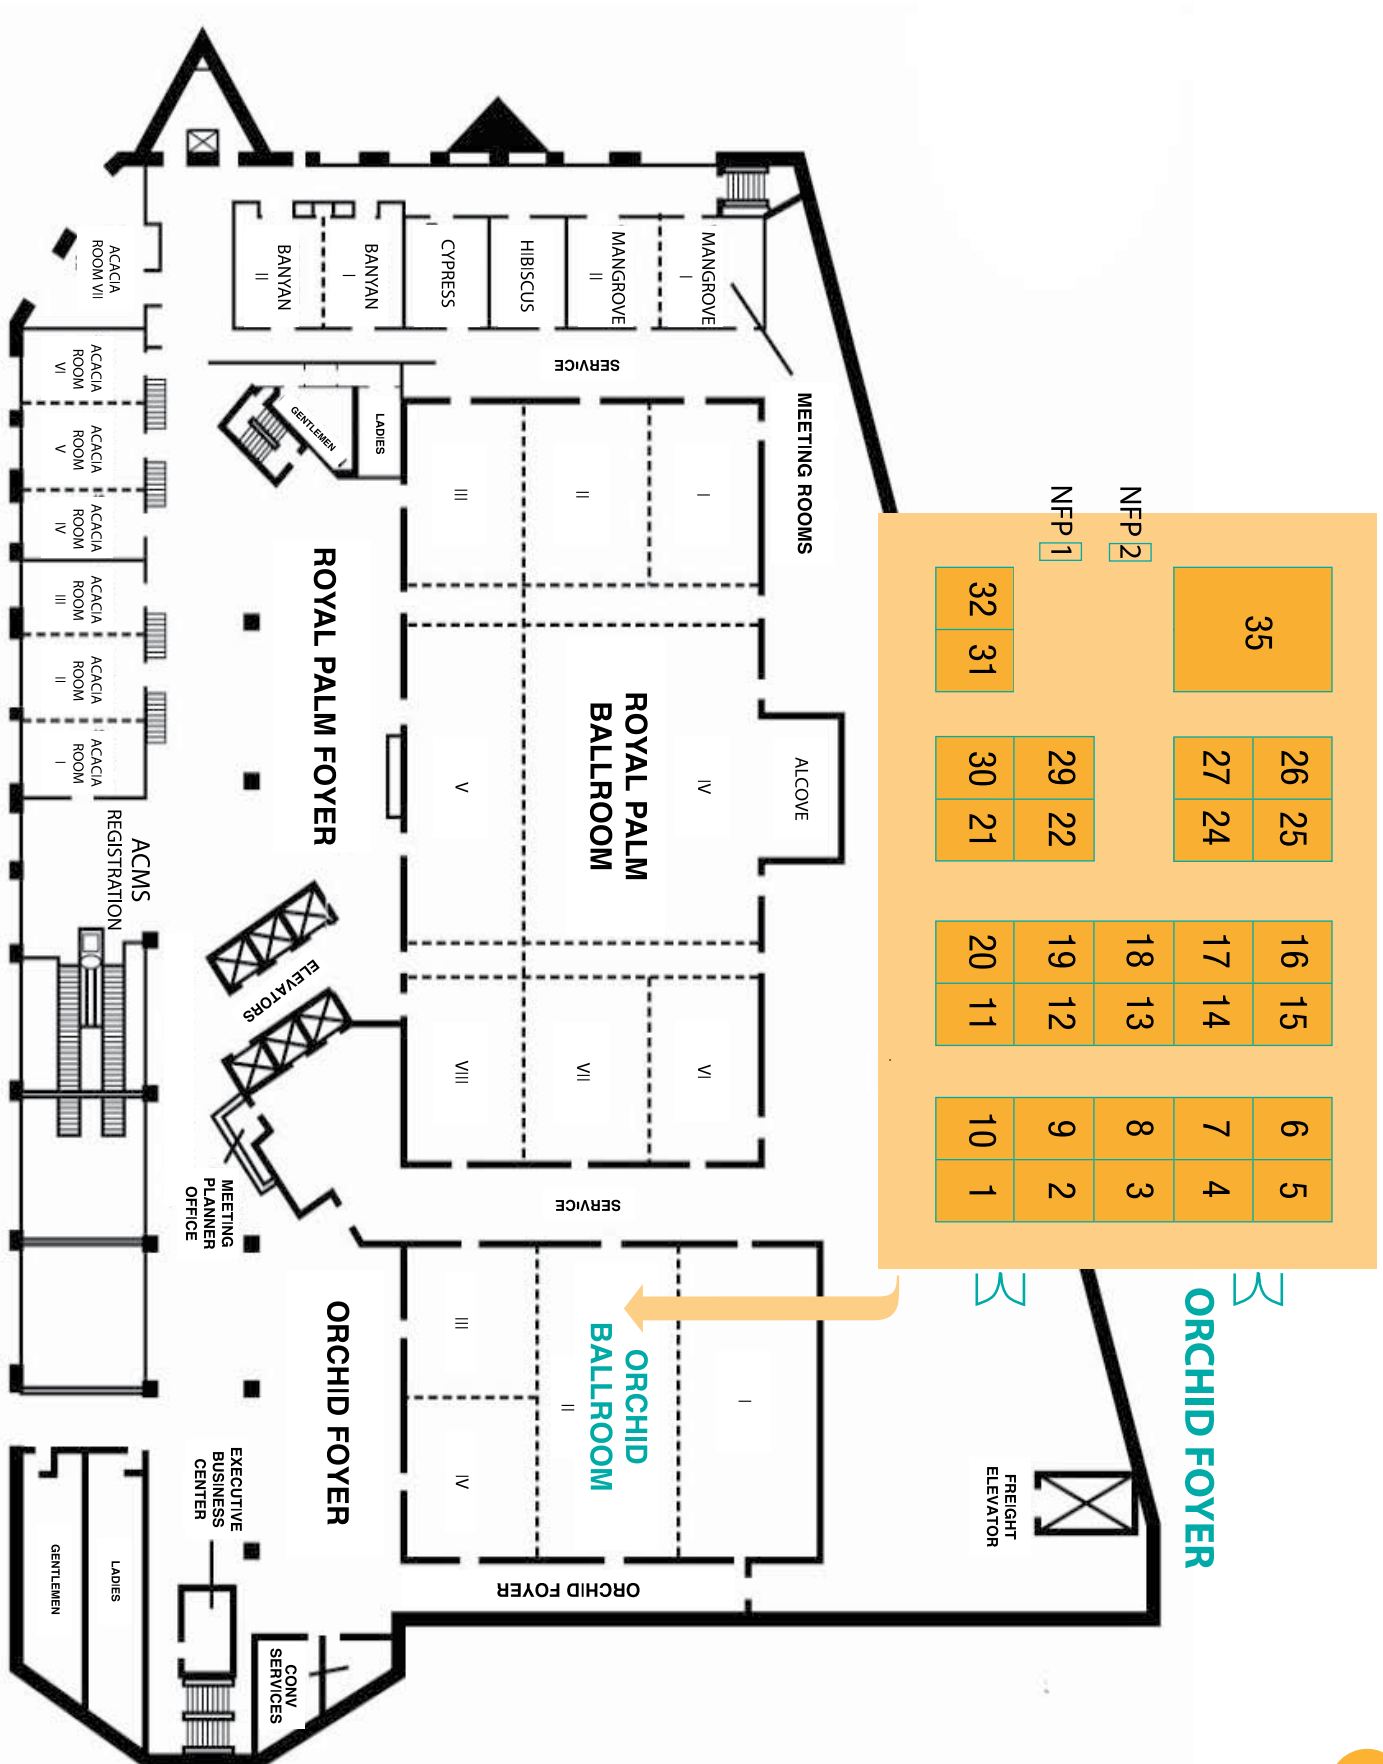 ACACIA
ROOM VII
BANYAN
II
BANYAN
I
CYPRESS
HIBISCUS
MANGROVE
II
MANGROVE
I
SERVICE
MEETING ROOMS
ACACIA
ROOM
VI
ACACIA
ROOM
V
ACACIA
ROOM
IV
ACACIA
ROOM
III
ACACIA
ROOM
II
ACACIA
ROOM
I
GENTLEMEN
LADIES
III
II
I
ROYAL PALM FOYER
ROYAL PALM
BALLROOM
V
IV
ALCOVE
ACMS
REGISTRATION
ELEVATORS
VIII
VII
VI
MEETING
PLANNER
OFFICE
SERVICE
ORCHID FOYER
III
IV
II
I
ORCHID
BALLROOM
ORCHID FOYER
EXECUTIVE
BUSINESS
CENTER
GENTLEMEN
LADIES
CONV
SERVICES
FREIGHT
ELEVATOR
ORCHID FOYER
NFP 1
NFP 2
32
31
35
30
29
27
26
21
22
24
25
20
19
18
17
16
11
12
13
14
15
10
9
8
7
6
1
2
3
4
5